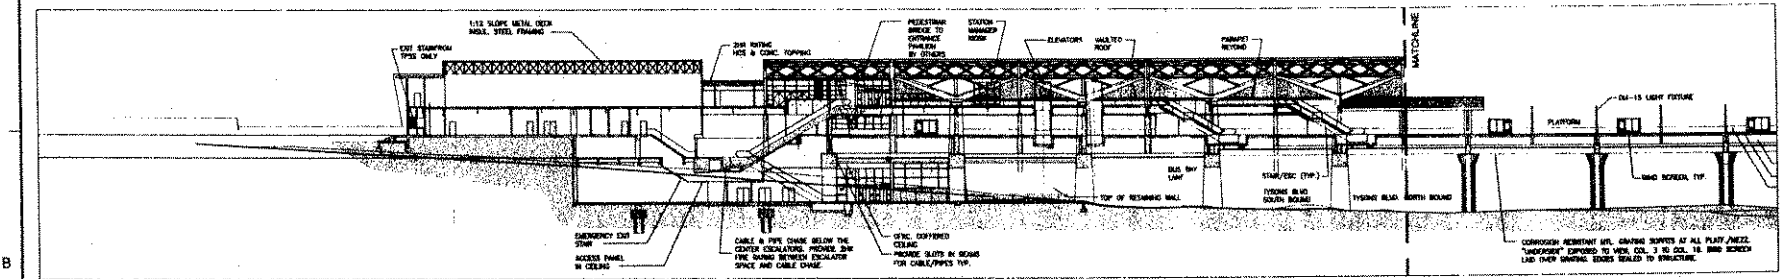 1:12 SLOPE METAL DECK
INSUL. STEEL FRAMING
EXIT STAIRFROM
TPSS ONLY
2HR RATING
HCS & CONC. TOPPING
PEDESTRIAN
BRIDGE TO
ENTRANCE
PAVILION
BY OTHERS
STATION
MANAGER
KIOSK
ELEVATORS
VAULTED
ROOF
PARAPET
BEYOND
MATCHLINE
LIGHT FIXTURE
PLATFORM
WIND SCREEN, TYP.
BUS BAY
STAIR/ESC (TYP.)
TOP OF RETAINING WALL
TYSONS BLVD
SOUTH BOUND
TYSONS BLVD NORTH BOUND
EMERGENCY EXIT
STAIR
ACCESS PANEL
IN CEILING
CABLE & PIPE CHASE BELOW THE
CENTER ESCALATORS. PROVIDE 2HR
FIRE RATING BETWEEN ESCALATOR
SPACE AND CABLE CHASE.
COFFERED
CEILING
PROVIDE SLOTS IN BEAMS
FOR CABLE/PIPES TYP.
CORROSION RESISTANT MTL. GRATING SOFFITS AT ALL PLATF./MEZZ.
"UNDERSIDE" EXPOSED TO VIEW, COL. 3 TO COL. 18. BIRD SCREEN
LAID OVER GRATING. EDGES SEALED TO STRUCTURE.
B